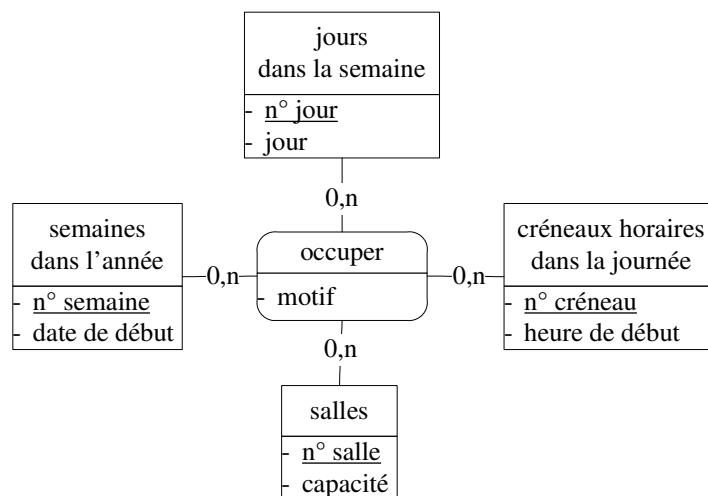 jours
dans la semaine
- n° jour
- jour
0,n
semaines
dans l'année
- n° semaine
- date de début
0,n
occuper
- motif
0,n
créneaux horaires
dans la journée
- n° créneau
- heure de début
0,n
salles
- n° salle
- capacité